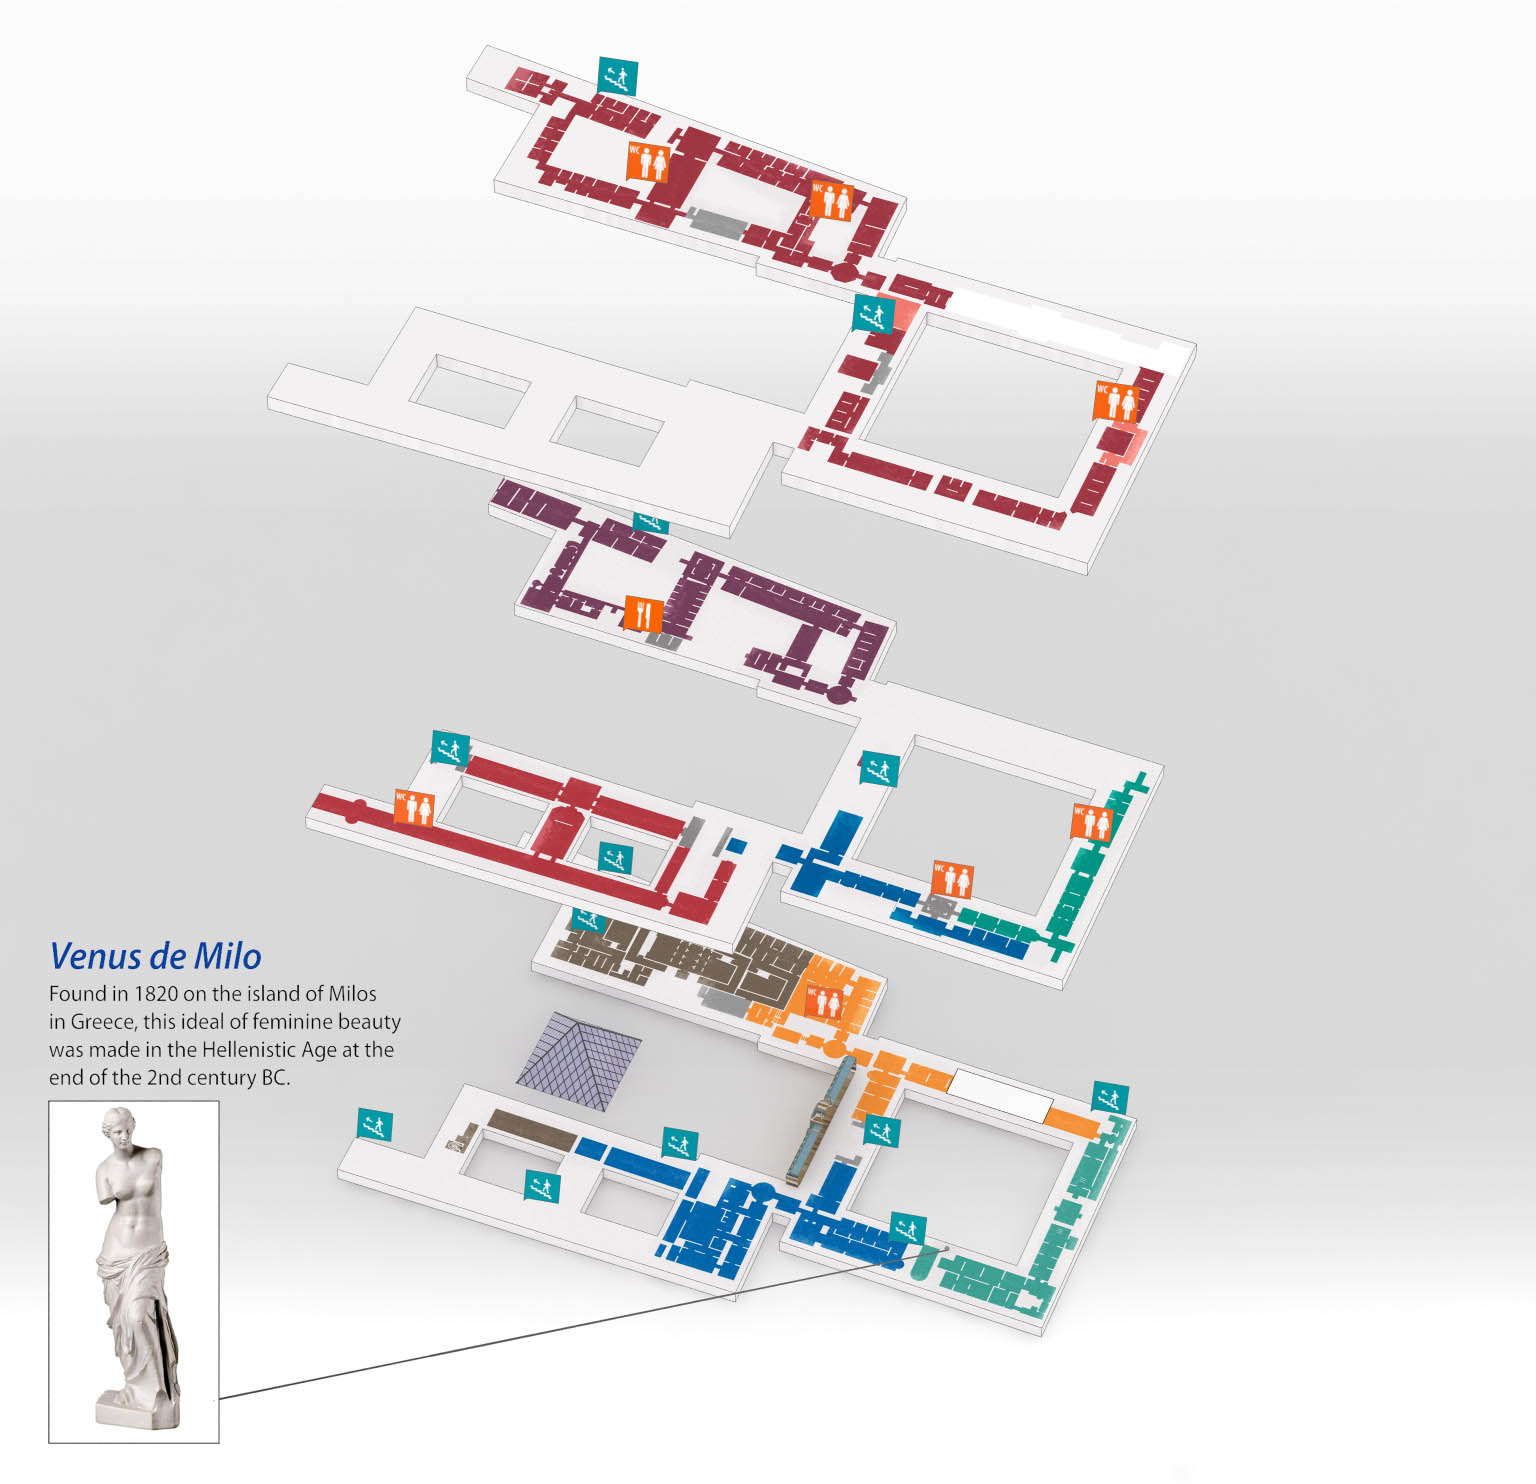 WC
WC
WC
WC
WC
WC
WC
Venus de Milo
Found in 1820 on the island of Milos
in Greece, this ideal of feminine beauty
was made in the Hellenistic Age at the
end of the 2nd century BC.